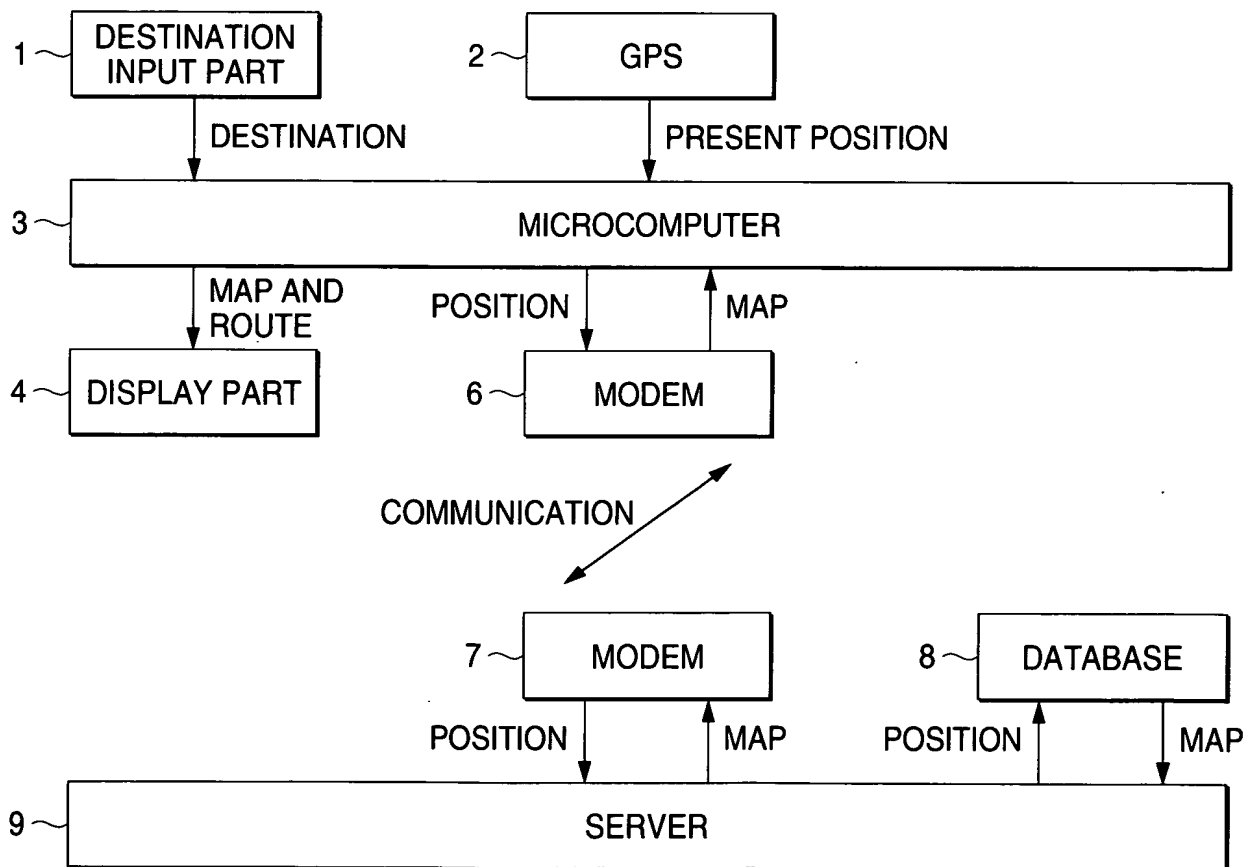 1
DESTINATION
INPUT PART
2
GPS
DESTINATION
PRESENT POSITION
3
MICROCOMPUTER
MAP AND
ROUTE
POSITION
MAP
4
DISPLAY PART
6
MODEM
COMMUNICATION
7
MODEM
8
DATABASE
POSITION
MAP
POSITION
MAP
9
SERVER